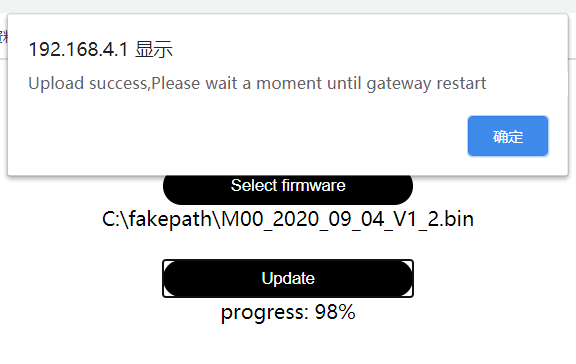 192.168.4.1 显示
Upload success,Please wait a moment until gateway restart
确定
Select firmware
C:\fakepath\M00_2020_09_04_V1_2.bin
Update
progress: 98%